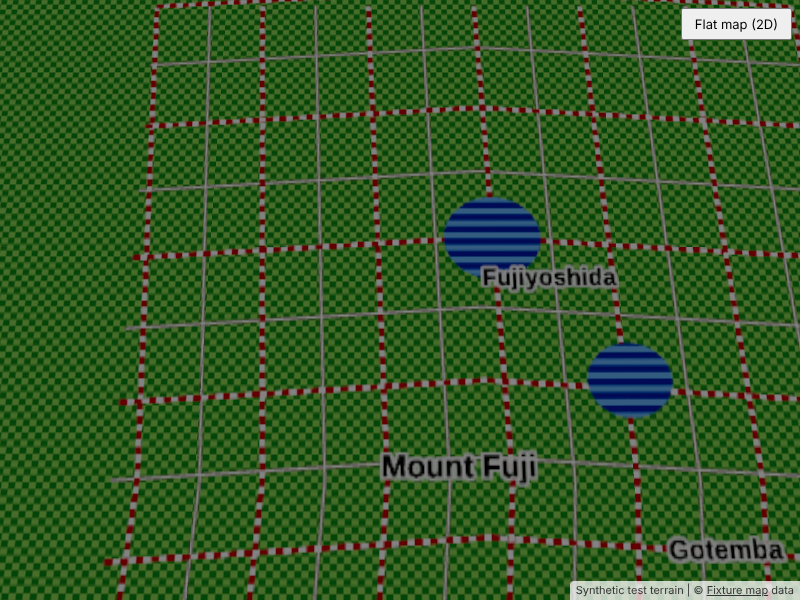 Flat map (2D)
Fujiyoshida
Mount Fuji
Gotemba
Synthetic test terrain | © Fixture map data